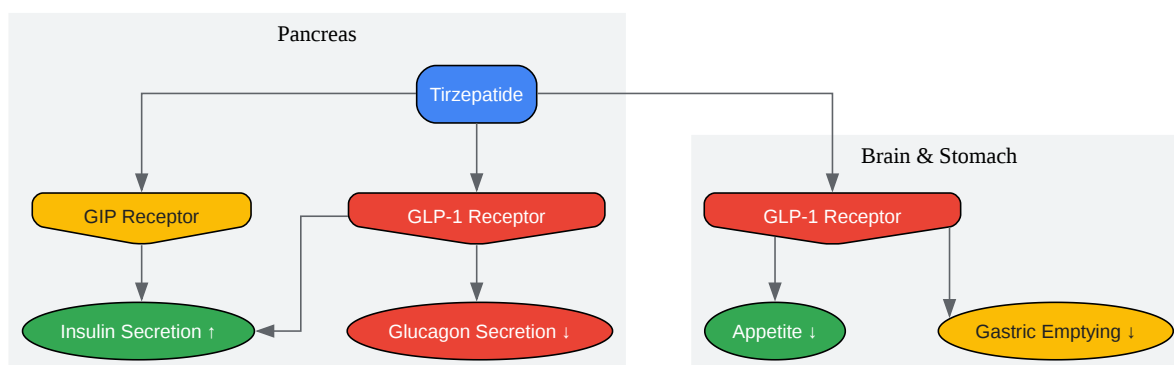 Pancreas
Tirzepatide
Brain & Stomach
GIP Receptor
GLP-1 Receptor
GLP-1 Receptor
Insulin Secretion ↑
Glucagon Secretion ↓
Appetite ↓
Gastric Emptying ↓